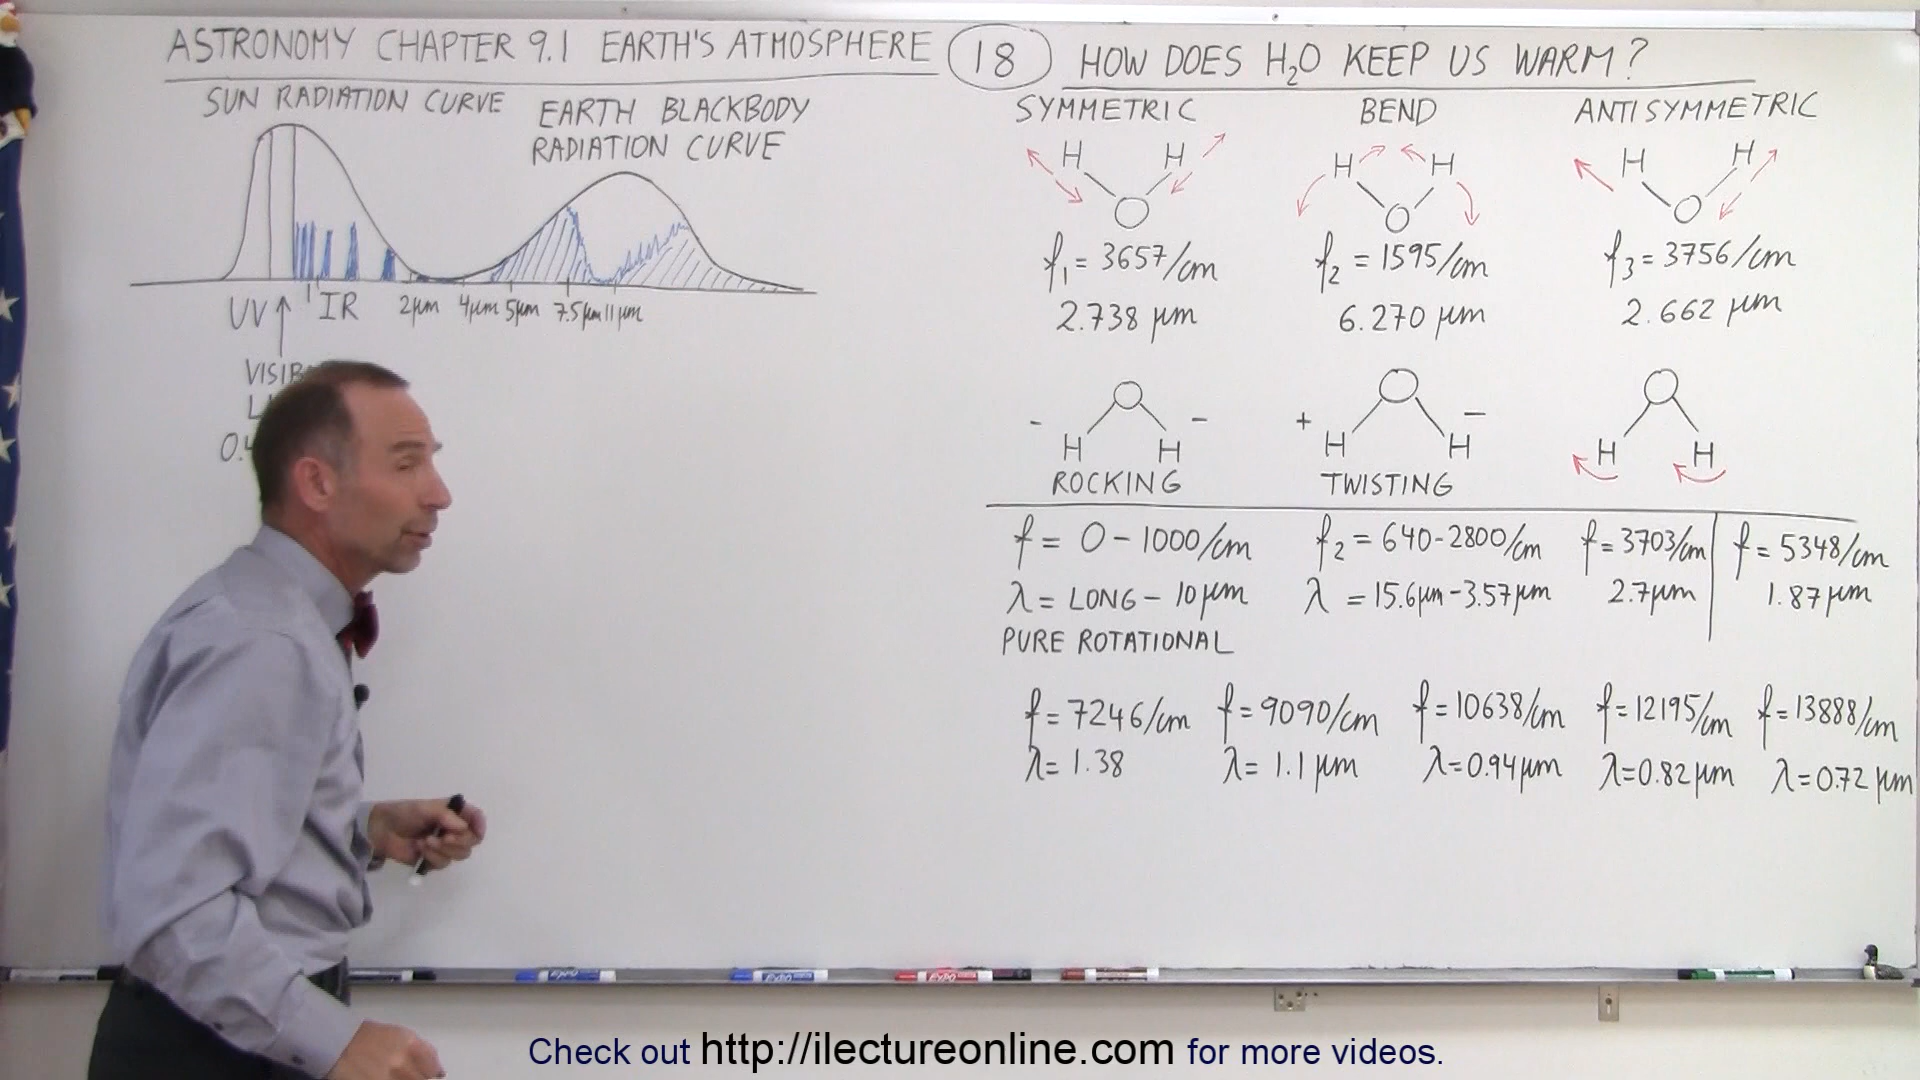 ASTRONOMY CHAPTER 9.1 EARTH'S ATMOSPHERE 18 HOW DOES H₂O KEEP US WARM?
SUN RADIATION CURVE
EARTH BLACKBODY
RADIATION CURVE
UV IR 2μm 4μm 5μm 7.5μm 11μm
SYMMETRIC BEND ANTISYMMETRIC
H H H H H H
O O O
f₁ = 3657/cm f₂ = 1595/cm f₃ = 3756/cm
2.738 μm 6.270 μm 2.662 μm
O O O
- - + -
H H H H H H
ROCKING TWISTING
f = 0-1000/cm f₂ = 640-2800/cm f = 3703/cm f = 5348/cm
λ = LONG - 10μm λ = 15.6μm-3.57μm 2.7μm 1.87μm
PURE ROTATIONAL
f = 7246/cm f = 9090/cm f = 10638/cm f = 12195/cm f = 13888/cm
λ = 1.38 λ = 1.1 μm λ = 0.94μm λ = 0.82μm λ = 0.72 μm
EXPO EXPO EXPO
Check out http://ilectureonline.com for more videos.